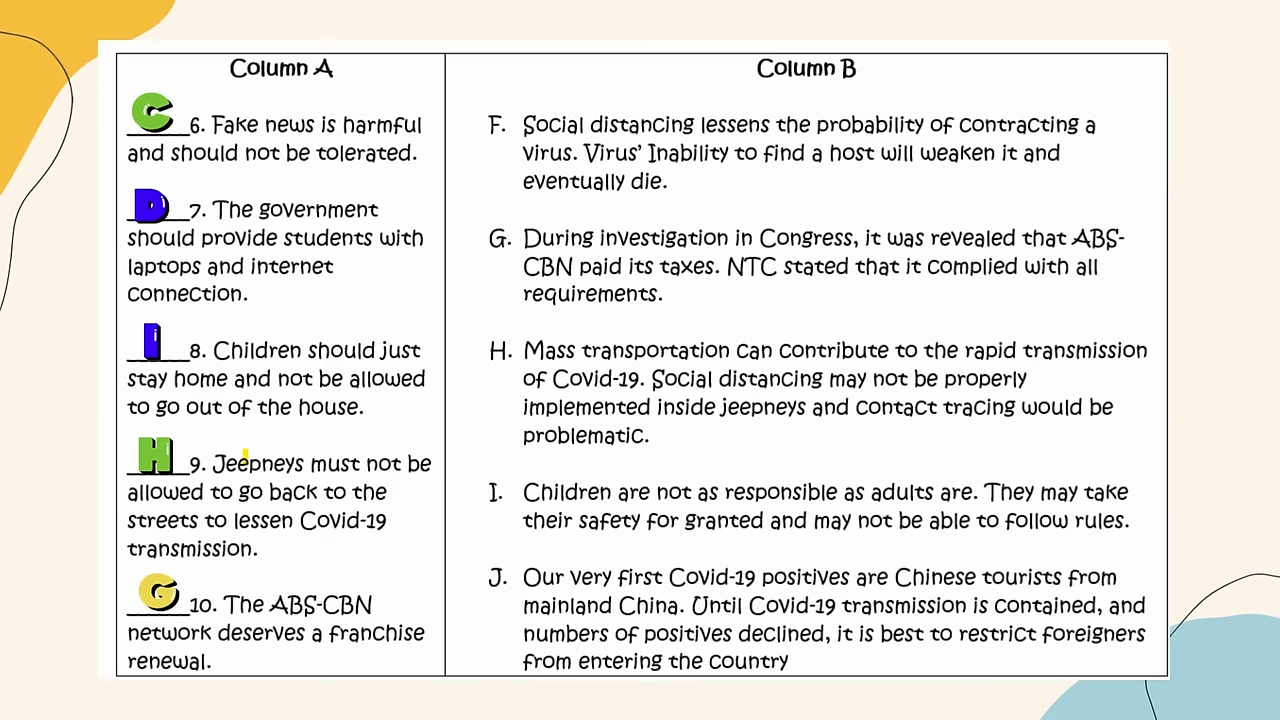 Column A
C
______6. Fake news is harmful
and should not be tolerated.
D
______7. The government
should provide students with
laptops and internet
connection.
I
______8. Children should just
stay home and not be allowed
to go out of the house.
H
______9. Jeepneys must not be
allowed to go back to the
streets to lessen Covid-19
transmission.
G
______10. The ABS-CBN
network deserves a franchise
renewal.
Column B
F. Social distancing lessens the probability of contracting a
virus. Virus' Inability to find a host will weaken it and
eventually die.
G. During investigation in Congress, it was revealed that ABS-
CBN paid its taxes. NTC stated that it complied with all
requirements.
H. Mass transportation can contribute to the rapid transmission
of Covid-19. Social distancing may not be properly
implemented inside jeepneys and contact tracing would be
problematic.
I. Children are not as responsible as adults are. They may take
their safety for granted and may not be able to follow rules.
J. Our very first Covid-19 positives are Chinese tourists from
mainland China. Until Covid-19 transmission is contained, and
numbers of positives declined, it is best to restrict foreigners
from entering the country